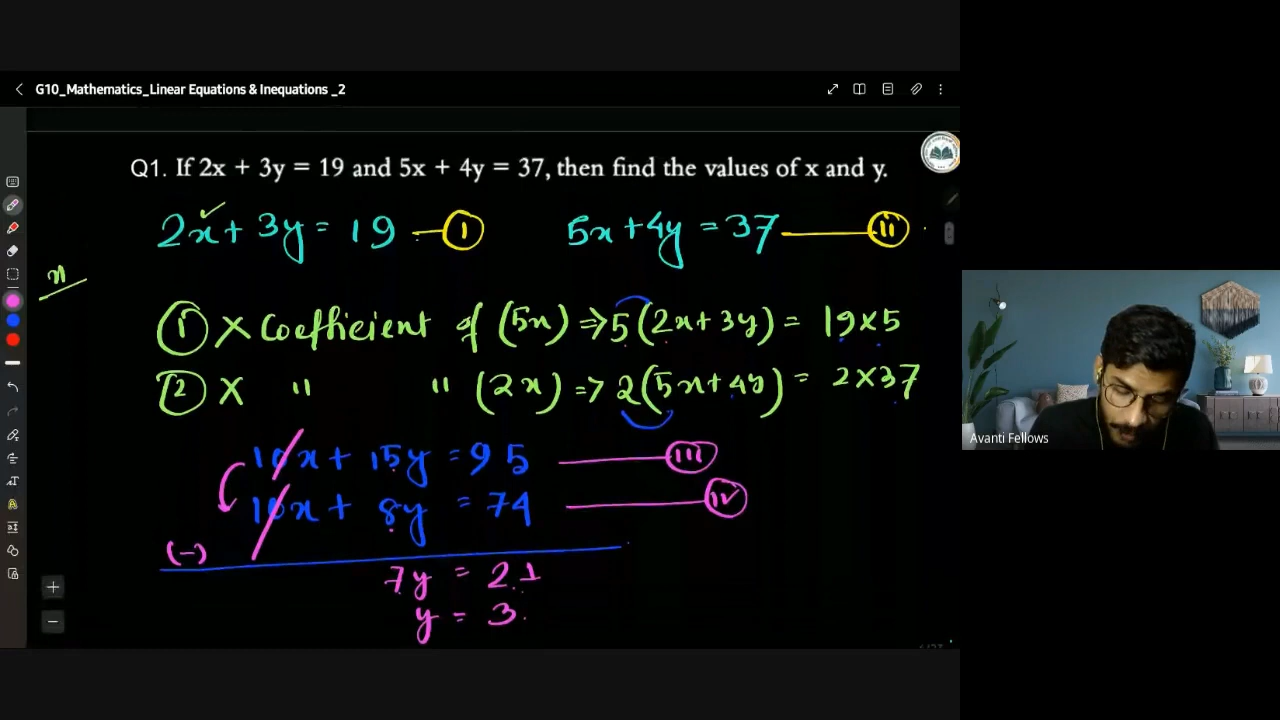 G10_Mathematics_Linear Equations & Inequations _2
Q1. If 2x + 3y = 19 and 5x + 4y = 37, then find the values of x and y.
2x + 3y = 19 — (1) 5x + 4y = 37 — (ii)
x
(1) X Coefficient of (5x) => 5(2x + 3y) = 19 X 5
(2) X " " (2x) => 2(5x + 4y) = 2 X 37
10x + 15y = 95 — (iii)
10x + 8y = 74 — (iv)
(-)
7y = 21
y = 3.
Avanti Fellows